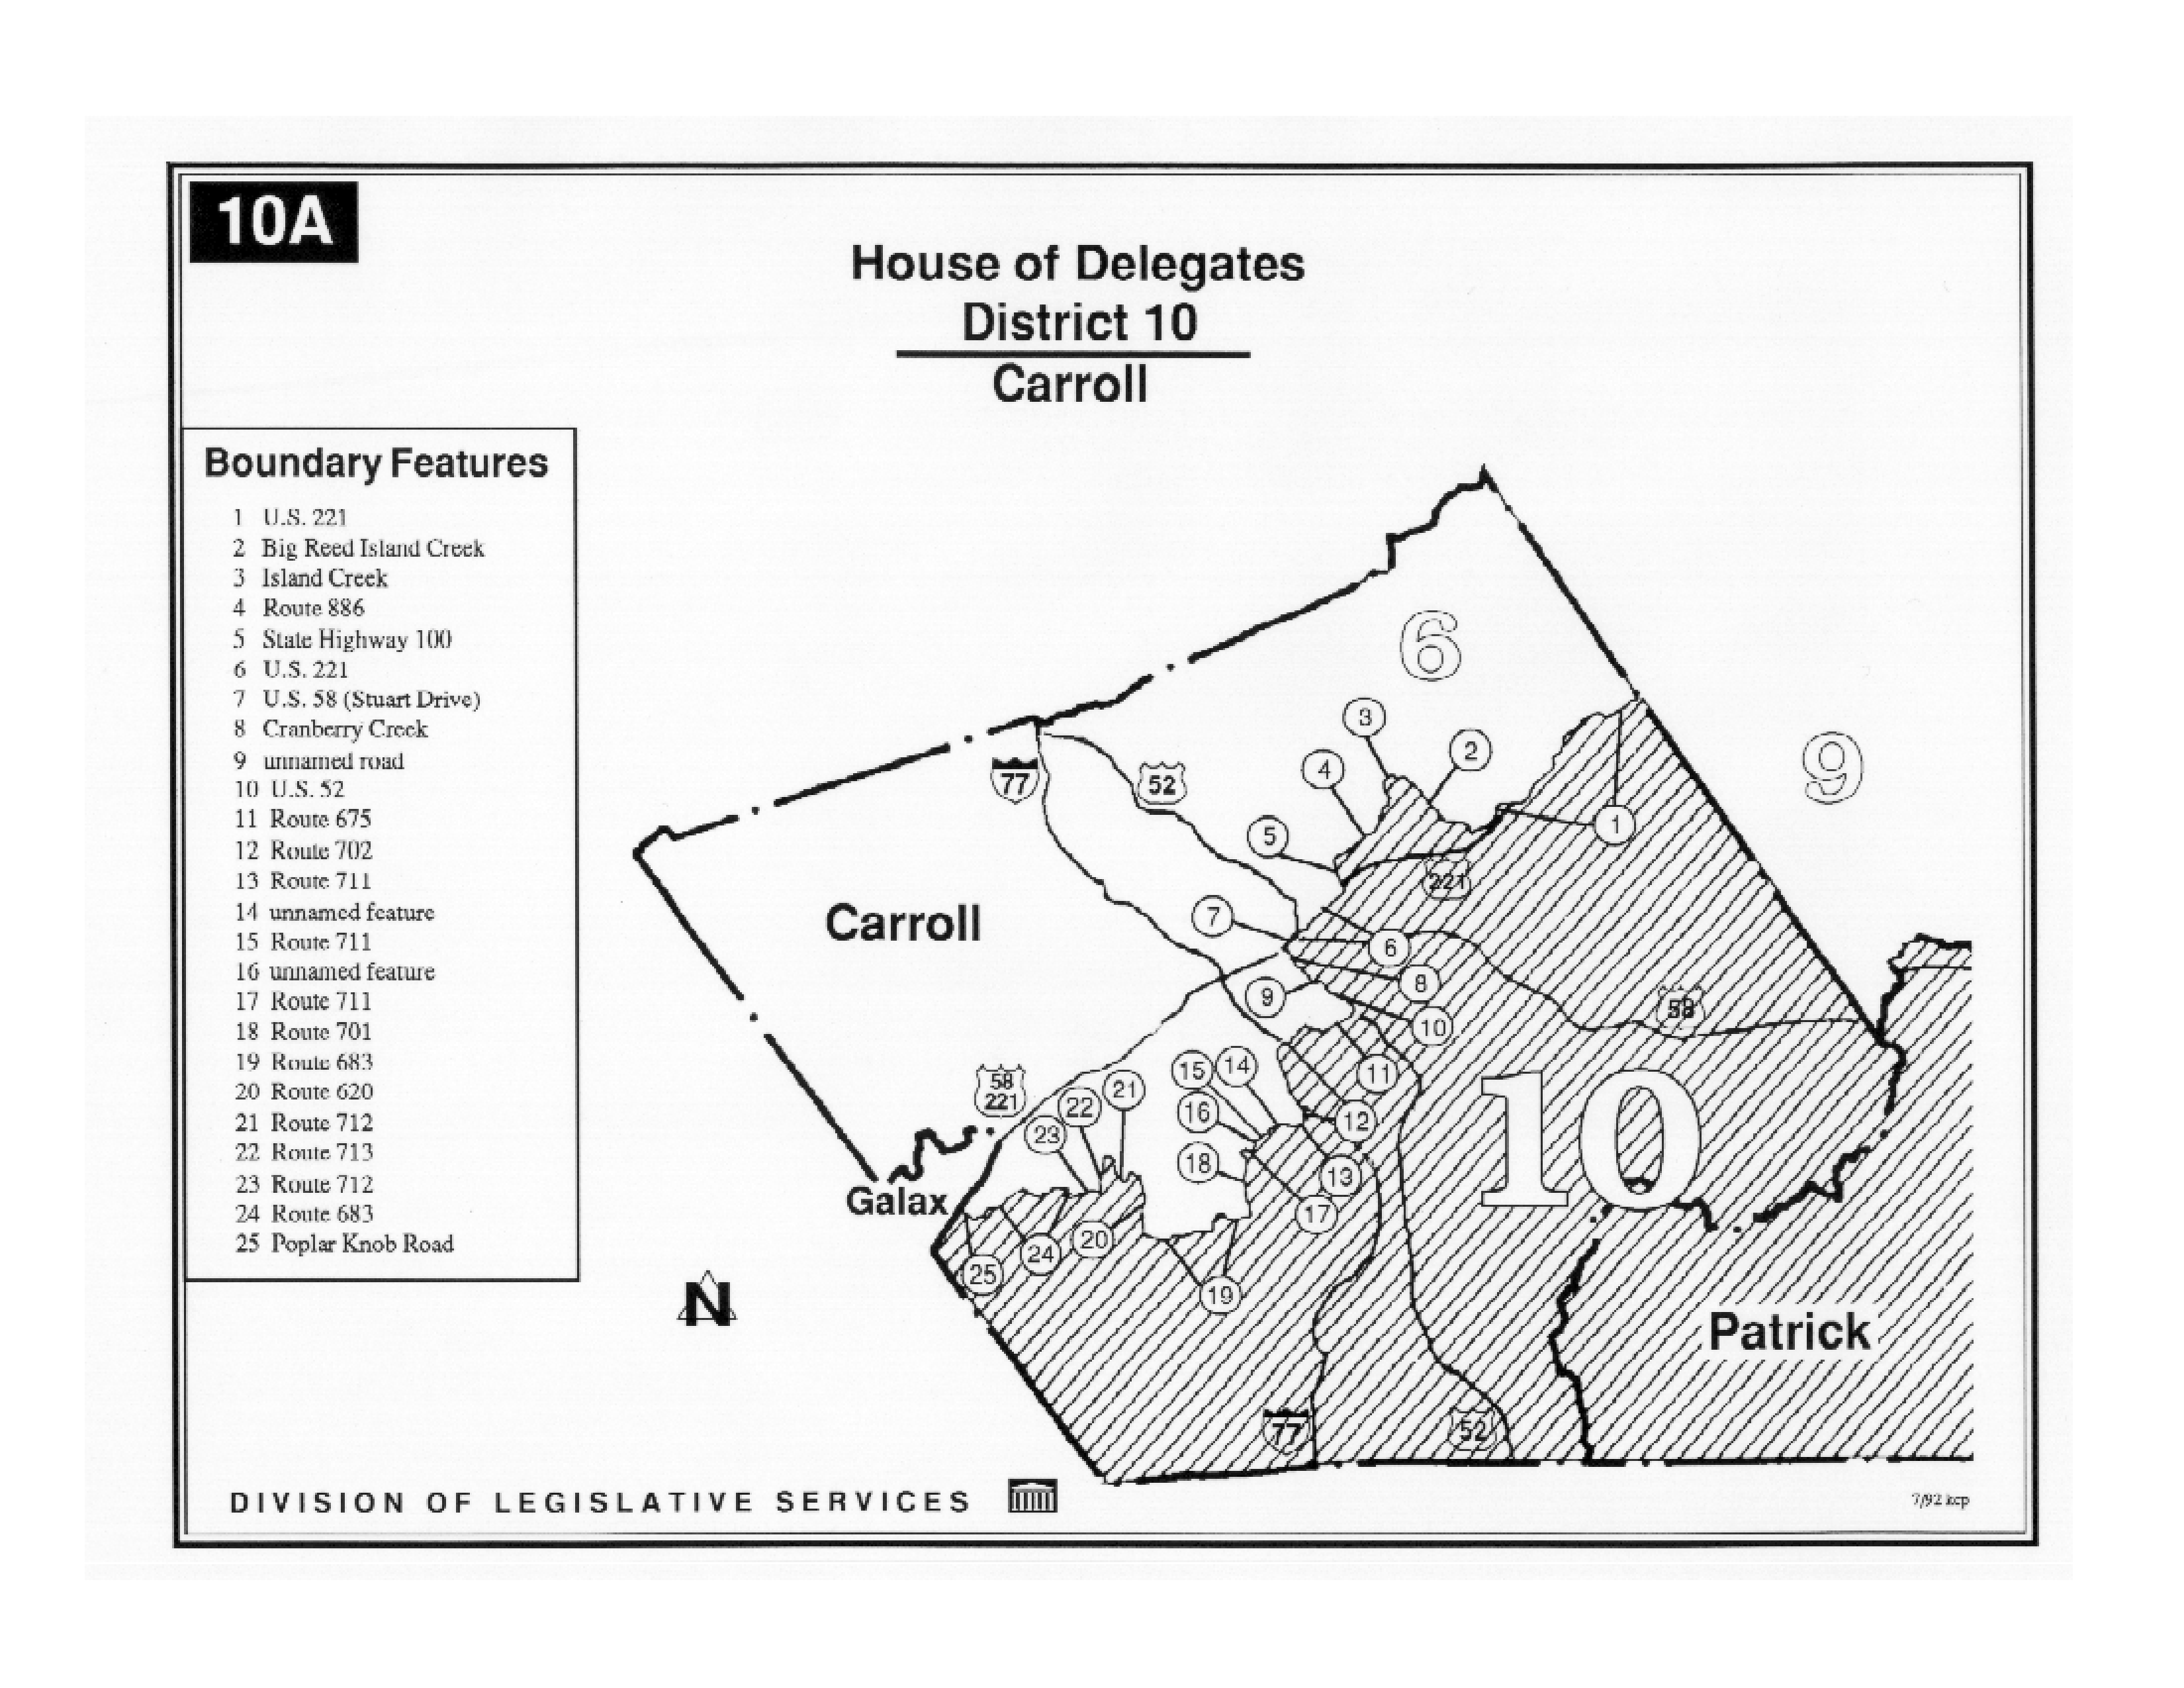 10A
House of Delegates
District 10
Carroll
Boundary Features
1 U.S. 221
2 Big Reed Island Creek
3 Island Creek
4 Route 886
5 State Highway 100
6 U.S. 221
7 U.S. 58 (Stuart Drive)
8 Cranberry Creek
9 unnamed road
10 U.S. 52
11 Route 675
12 Route 702
13 Route 711
14 unnamed feature
15 Route 711
16 unnamed feature
17 Route 711
18 Route 701
19 Route 683
20 Route 620
21 Route 712
22 Route 713
23 Route 712
24 Route 683
25 Poplar Knob Road
6
9
3
2
4
77
52
1
5
221
Carroll
7
6
8
9
58
10
15
14
11
58
221
21
22
16
12
23
10
18
13
Galax
17
20
24
25
19
N
Patrick
77
52
DIVISION OF LEGISLATIVE SERVICES
7/92 kcp